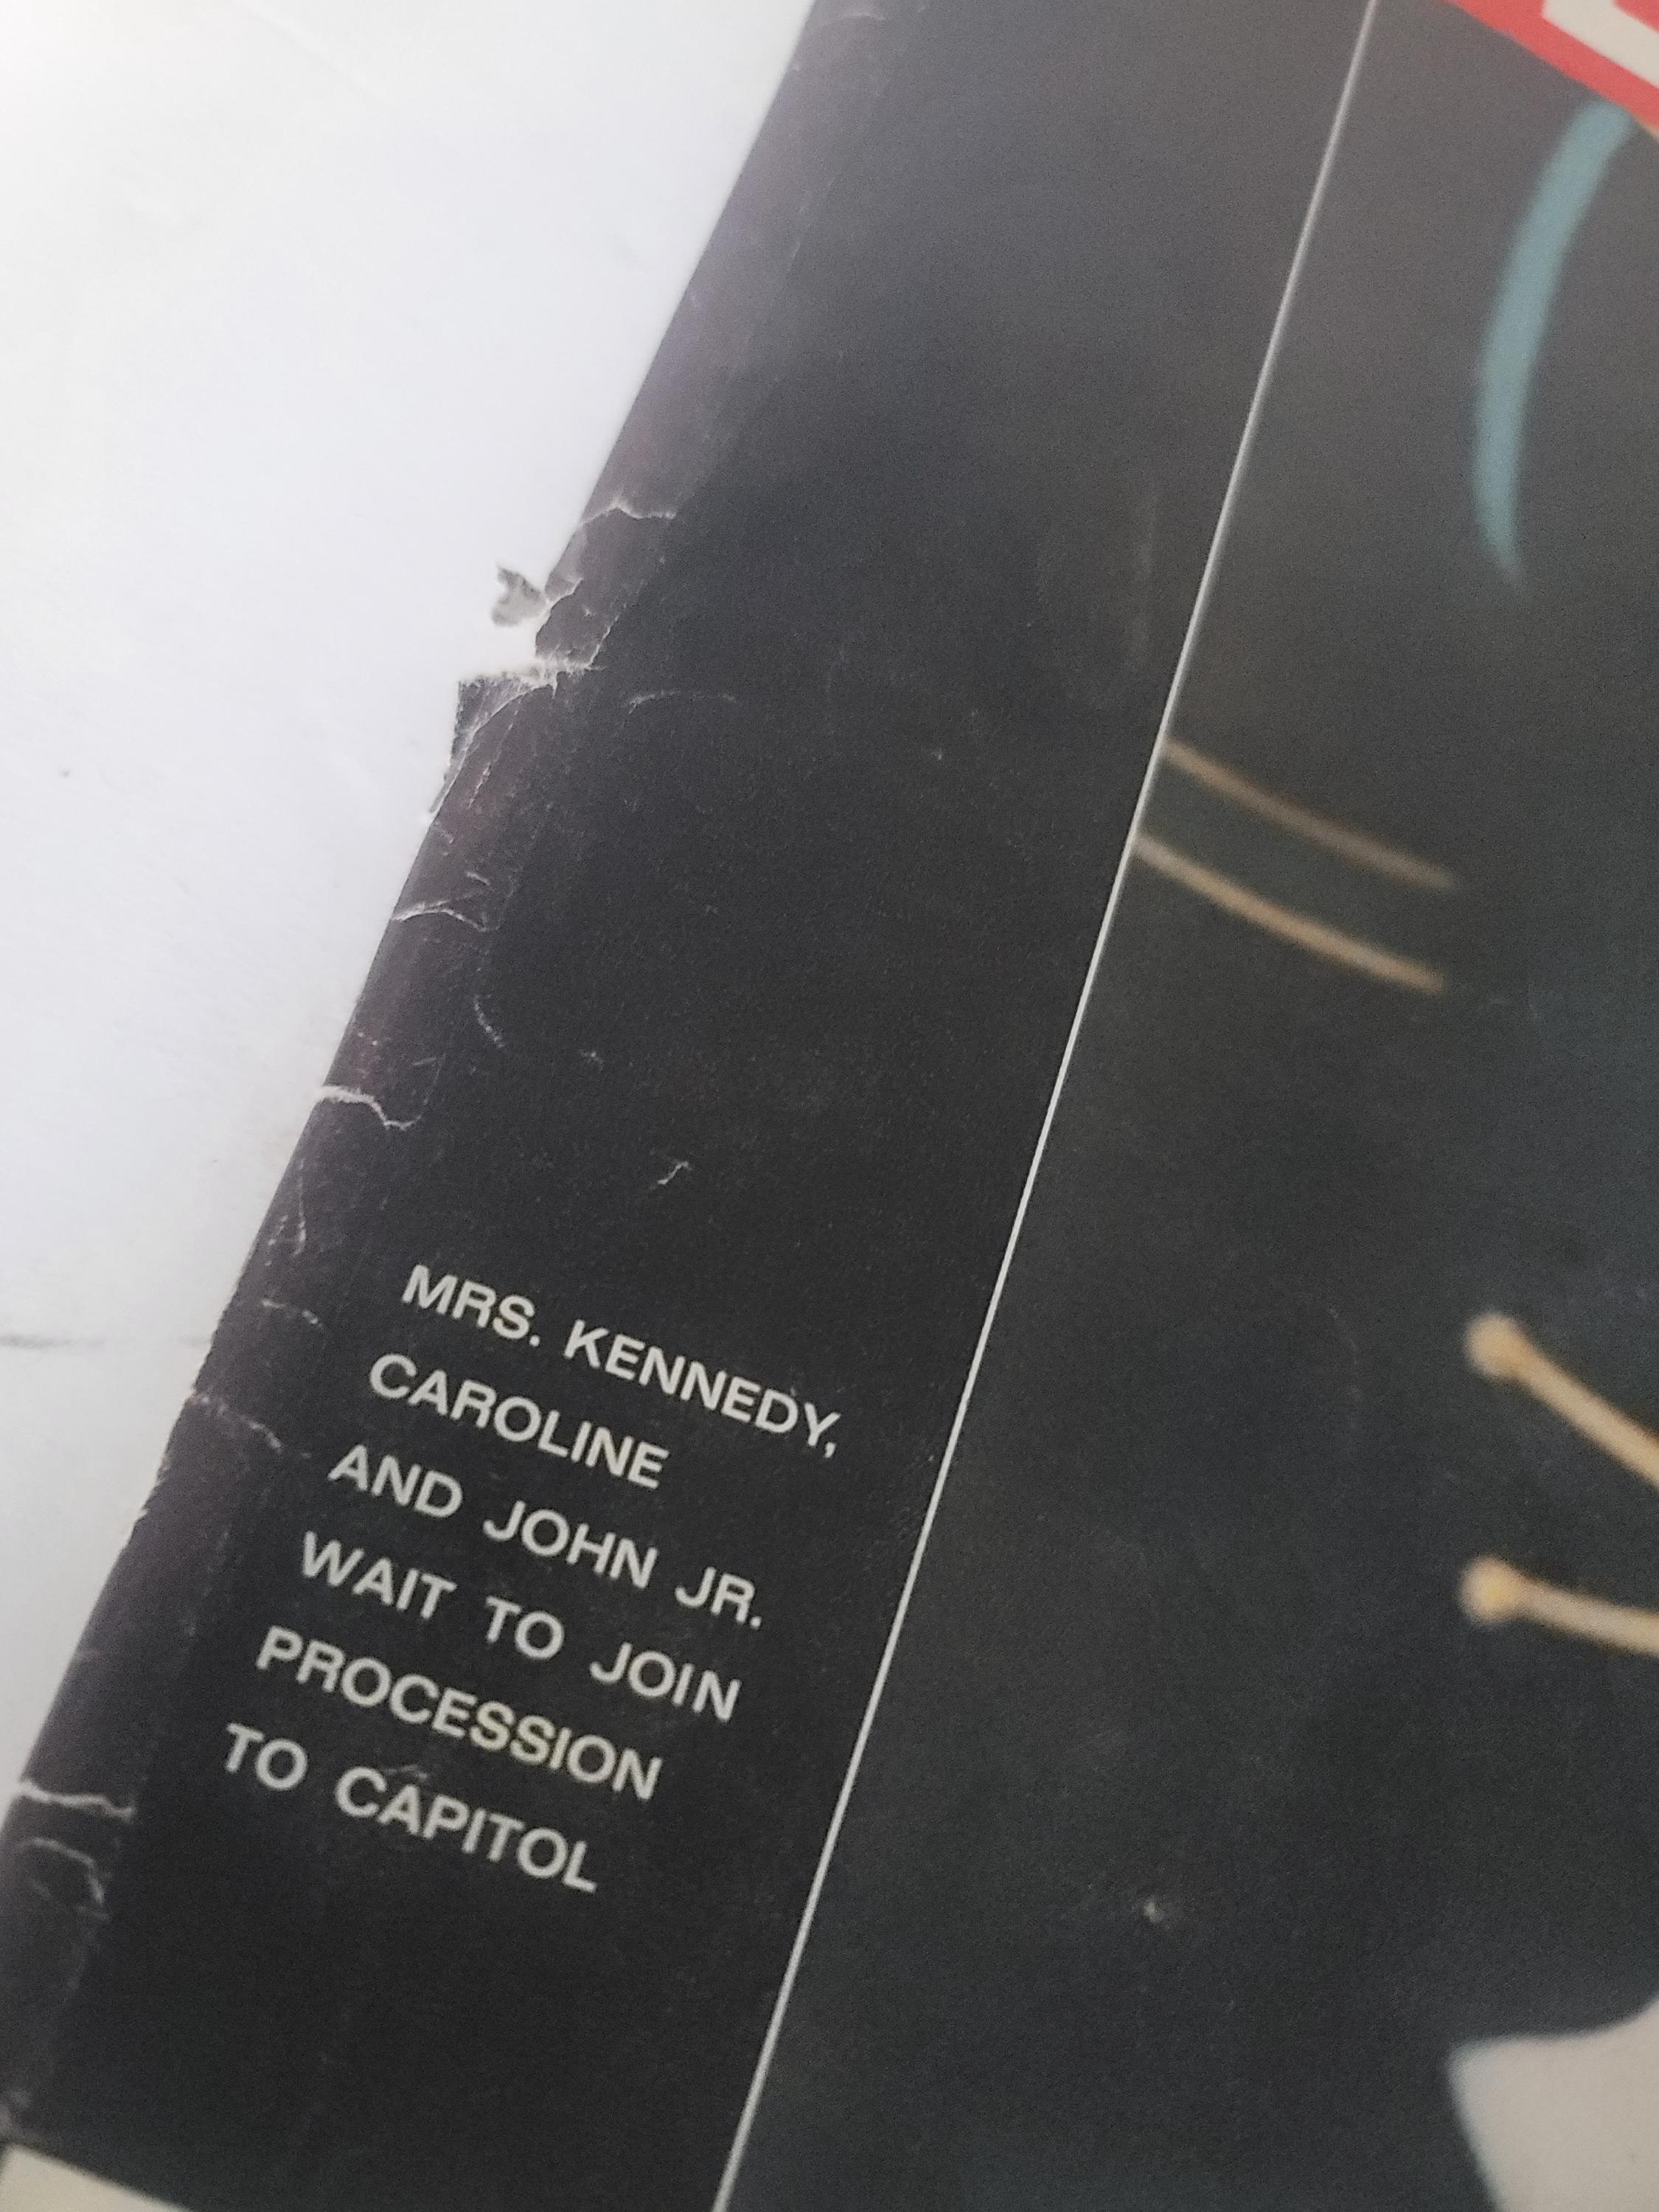 MRS. KENNEDY,
CAROLINE
AND JOHN JR.
WAIT TO JOIN
PROCESSION
TO CAPITOL